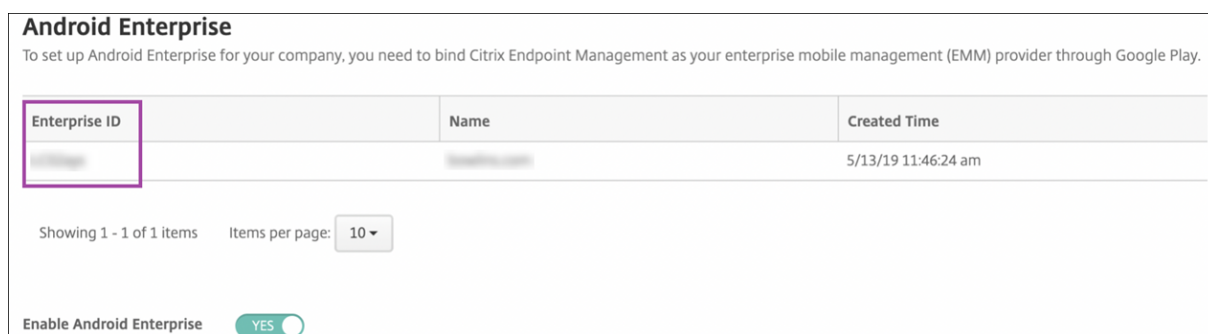 Android Enterprise
To set up Android Enterprise for your company, you need to bind Citrix Endpoint Management as your enterprise mobile management (EMM) provider through Google Play.
Enterprise ID Name Created Time
5/13/19 11:46:24 am
Showing 1 - 1 of 1 items Items per page: 10
Enable Android Enterprise YES